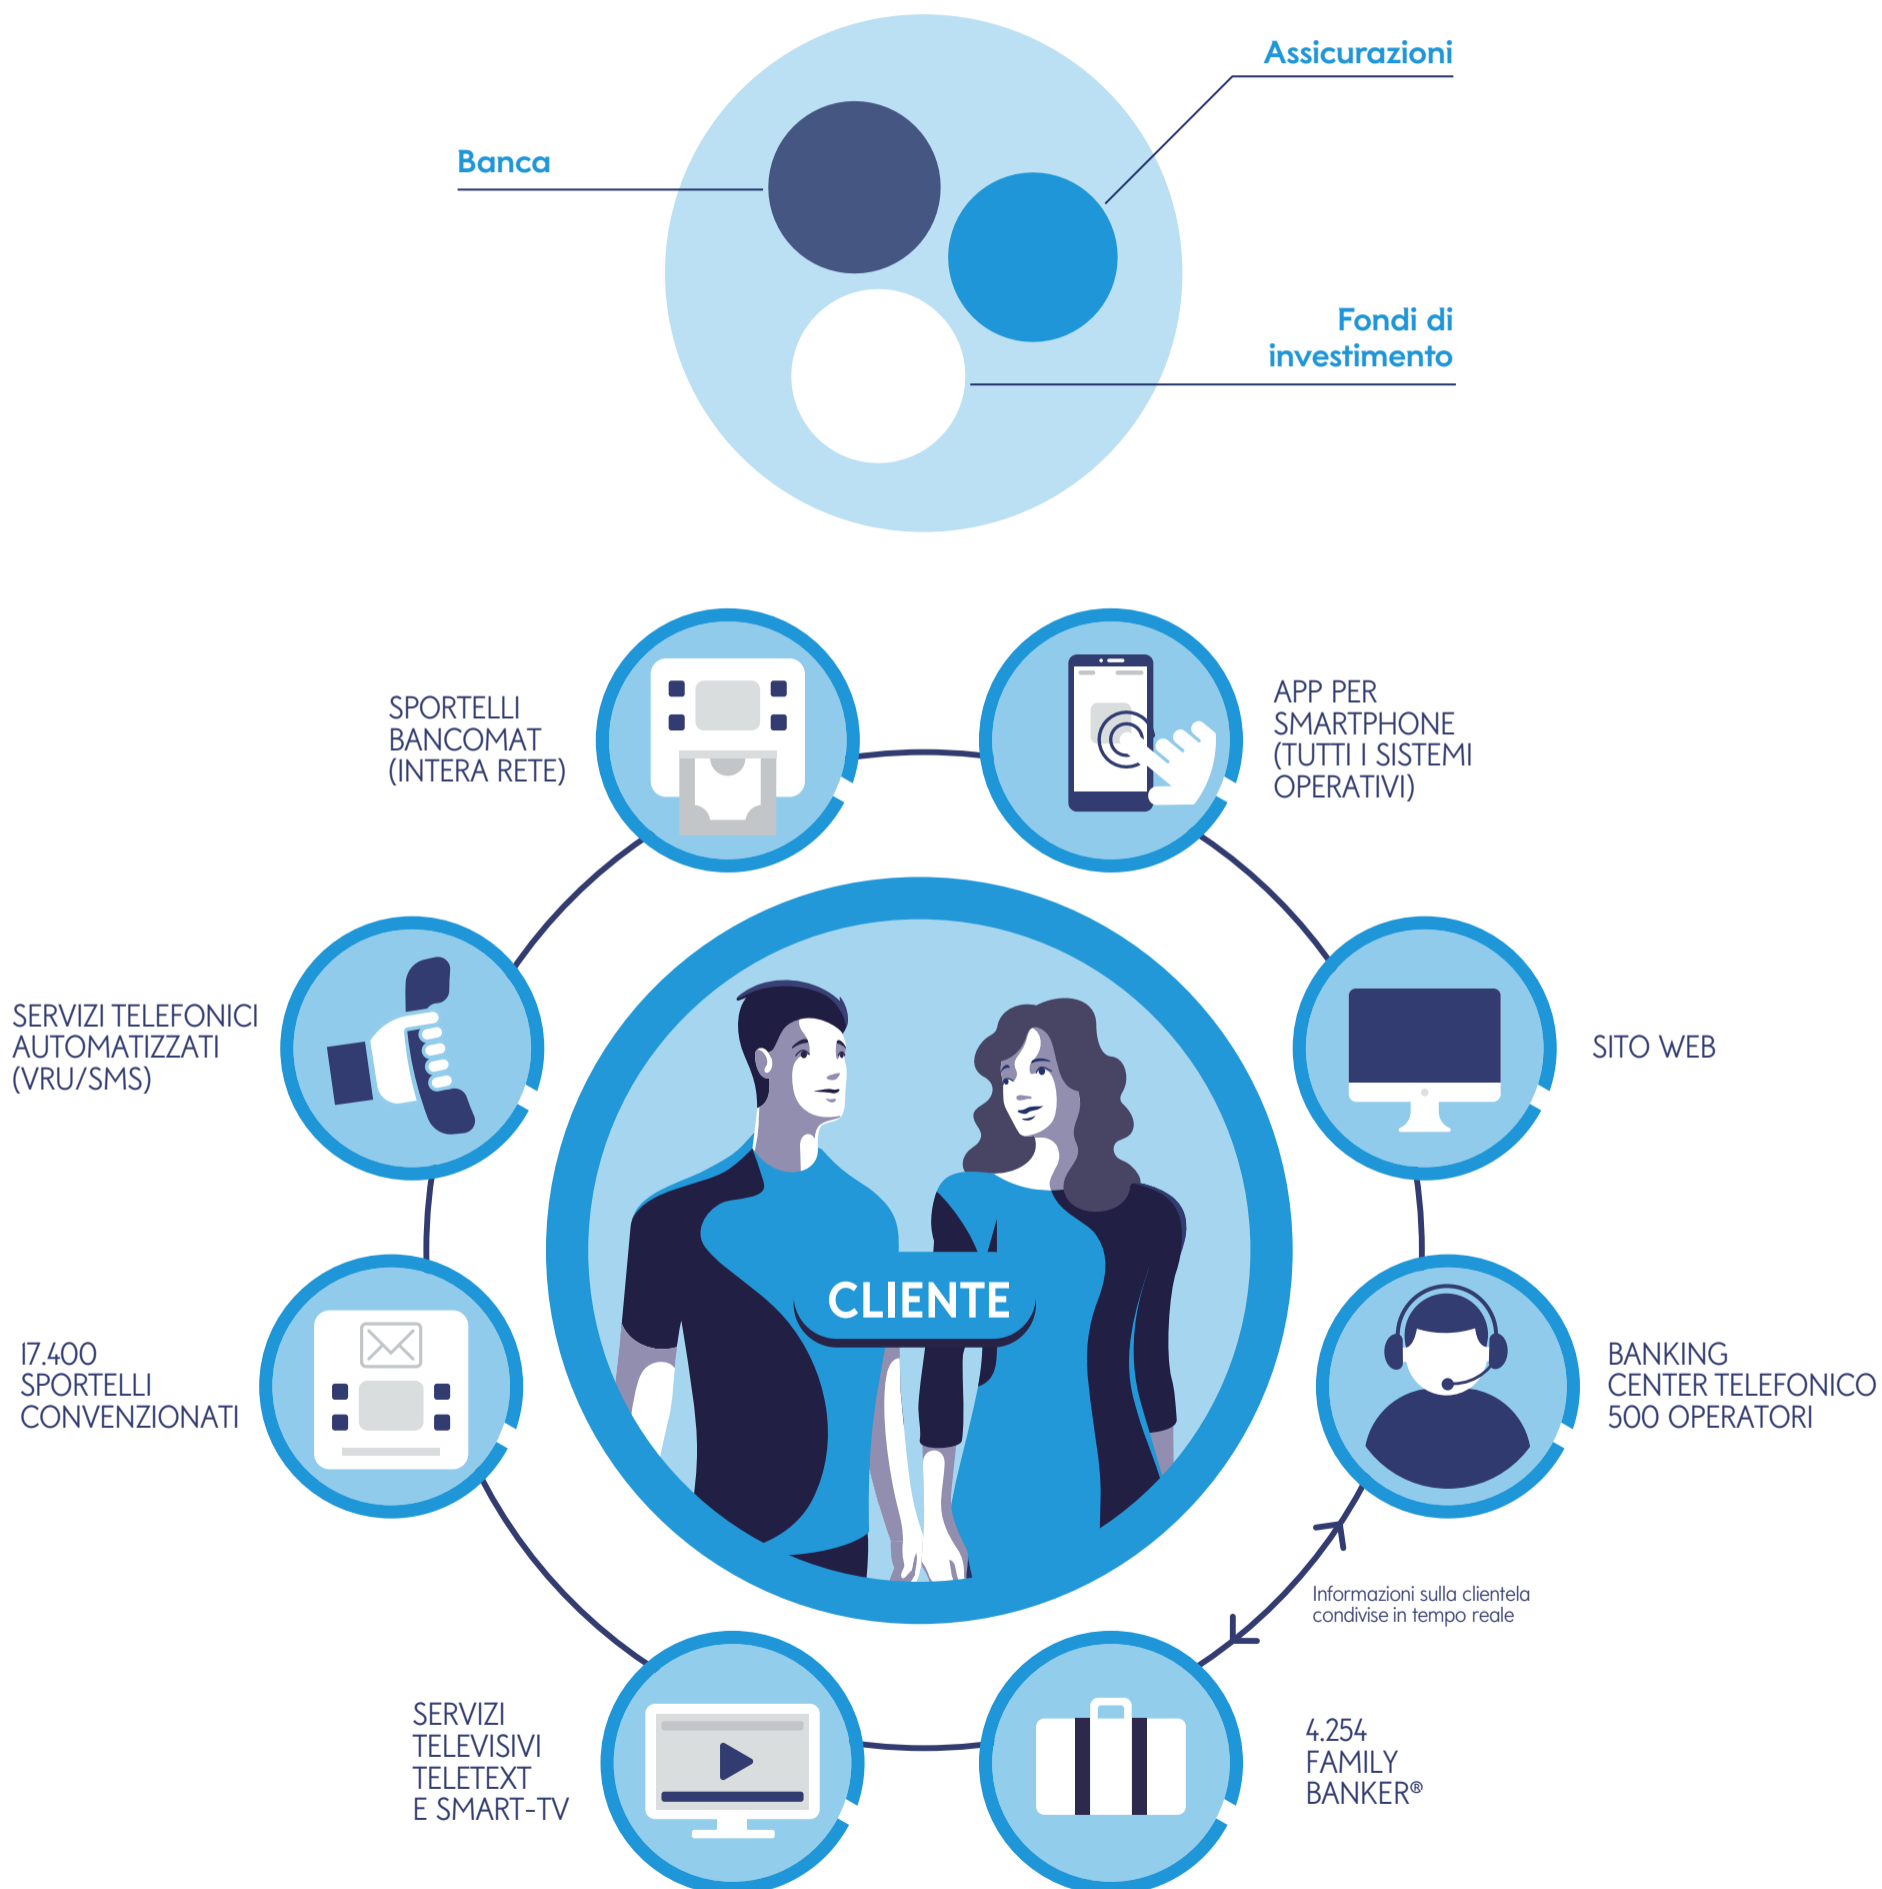 Assicurazioni
Banca
Fondi di
investimento
SPORTELLI
BANCOMAT
(INTERA RETE)
APP PER
SMARTPHONE
(TUTTI I SISTEMI
OPERATIVI)
SERVIZI TELEFONICI
AUTOMATIZZATI
(VRU/SMS)
SITO WEB
CLIENTE
17.400
SPORTELLI
CONVENZIONATI
BANKING
CENTER TELEFONICO
500 OPERATORI
Informazioni sulla clientela
condivise in tempo reale
SERVIZI
TELEVISIVI
TELETEXT
E SMART-TV
4.254
FAMILY
BANKER®